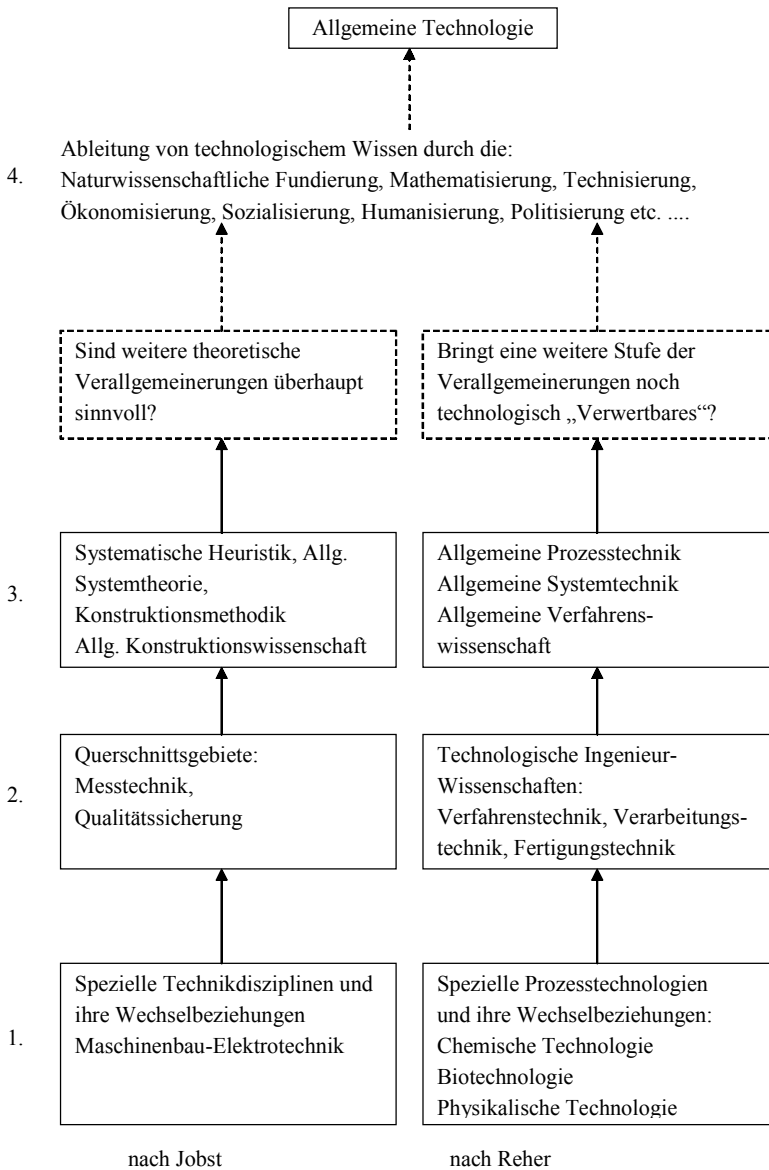 Allgemeine Technologie
4.
Ableitung von technologischem Wissen durch die:
Naturwissenschaftliche Fundierung, Mathematisierung, Technisierung,
Ökonomisierung, Sozialisierung, Humanisierung, Politisierung etc. ....
Sind weitere theoretische
Verallgemeinerungen überhaupt
sinnvoll?
Bringt eine weitere Stufe der
Verallgemeinerungen noch
technologisch „Verwertbares“?
3.
Systematische Heuristik, Allg.
Systemtheorie,
Konstruktionsmethodik
Allg. Konstruktionswissenschaft
Allgemeine Prozesstechnik
Allgemeine Systemtechnik
Allgemeine Verfahrens-
wissenschaft
2.
Querschnittsgebiete:
Messtechnik,
Qualitätssicherung
Technologische Ingenieur-
Wissenschaften:
Verfahrenstechnik, Verarbeitungs-
technik, Fertigungstechnik
1.
Spezielle Technikdisziplinen und
ihre Wechselbeziehungen
Maschinenbau-Elektrotechnik
Spezielle Prozesstechnologien
und ihre Wechselbeziehungen:
Chemische Technologie
Biotechnologie
Physikalische Technologie
nach Jobst
nach Reher